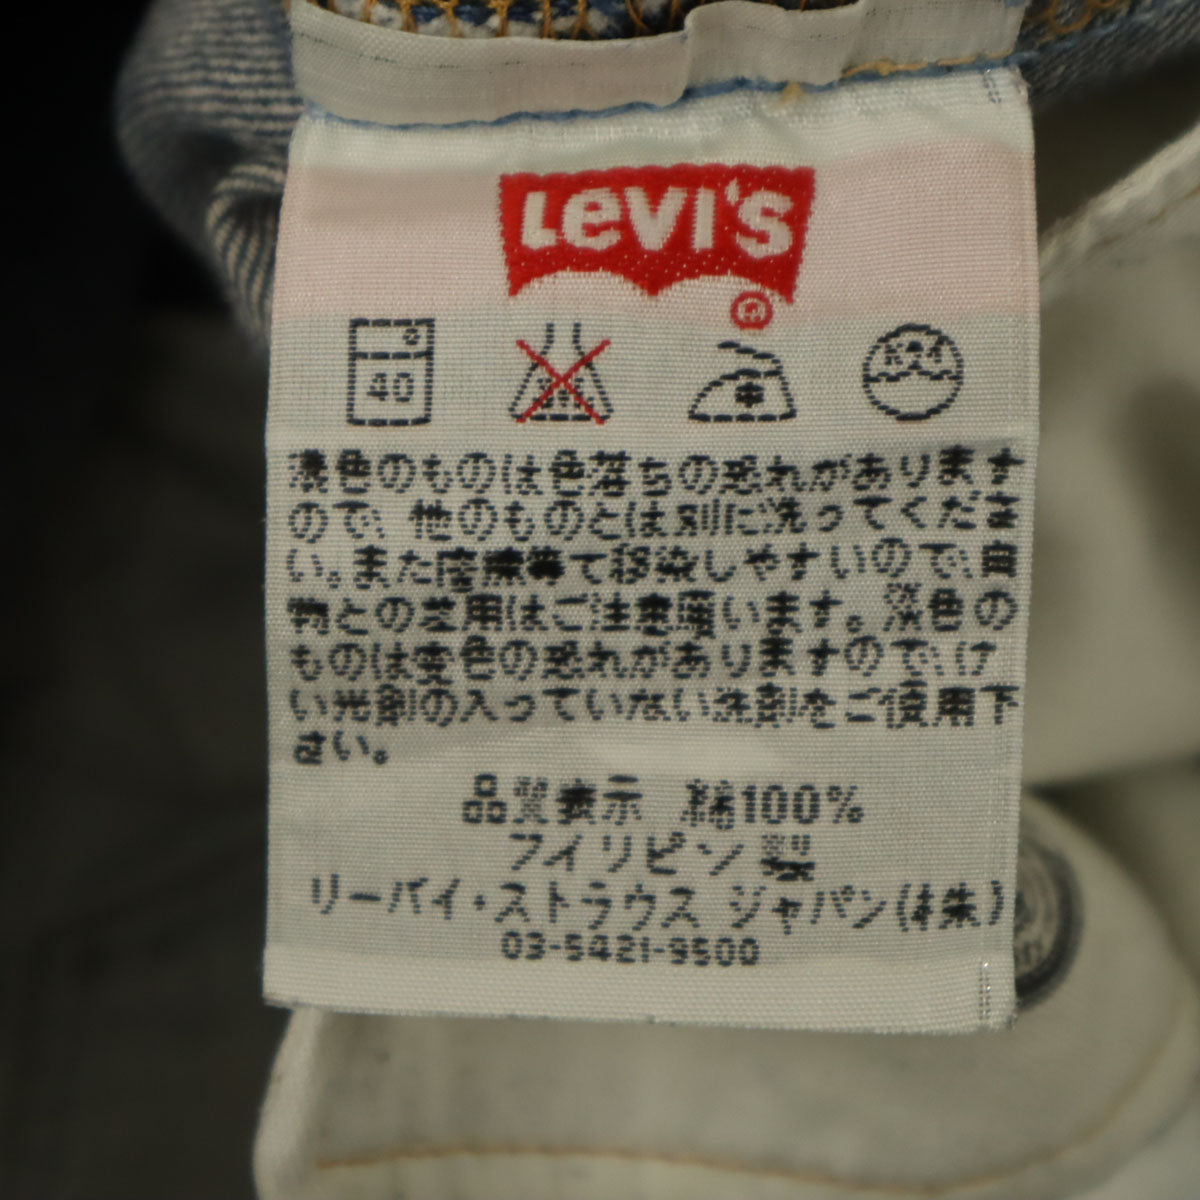 LEVI'S
®
40
中
濃色のものは色落ちの恐れがあります
ので、他のものとは別に洗ってくださ
い。また摩擦等で移染しやすいので、白
物との着用はご注意願います。淡色の
ものは変色の恐れがありますので、け
い光剤の入っていない洗剤をご使用下
さい。
品質表示 綿100%
フィリピン製
リーバイ・ストラウス ジャパン(株)
03-5421-9500